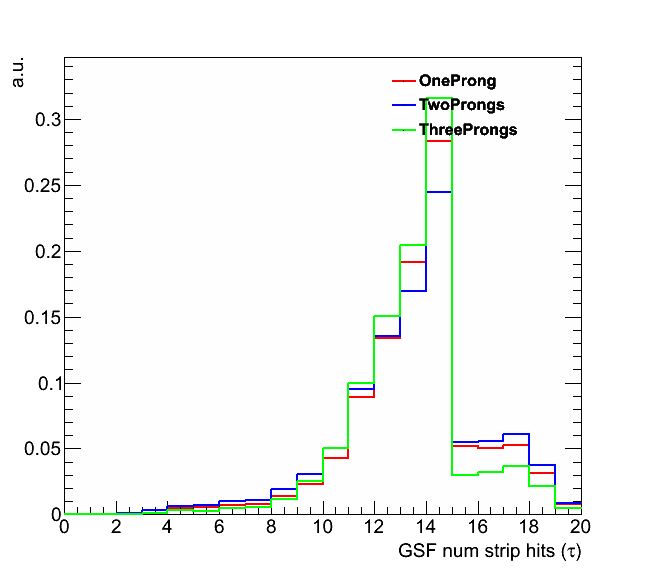 a.u.
OneProng
TwoProngs
ThreeProngs
0.3
0.25
0.2
0.15
0.1
0.05
0
0 2 4 6 8 10 12 14 16 18 20
GSF num strip hits (τ)